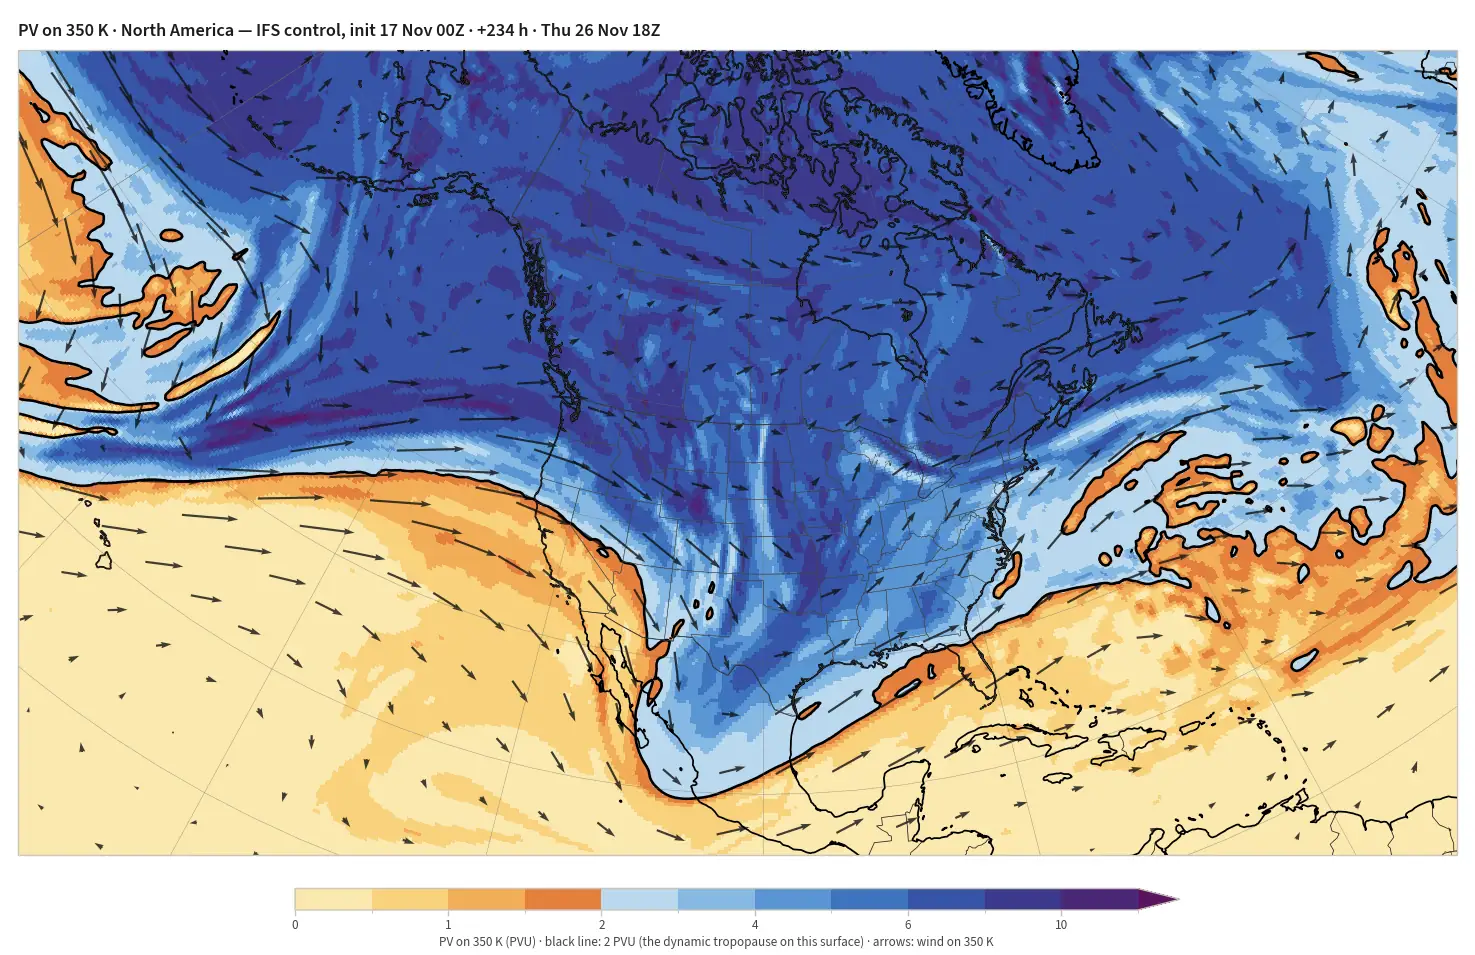 PV on 350 K · North America — IFS control, init 17 Nov 00Z · +234 h · Thu 26 Nov 18Z
0 1 2 4 6 10
PV on 350 K (PVU) · black line: 2 PVU (the dynamic tropopause on this surface) · arrows: wind on 350 K